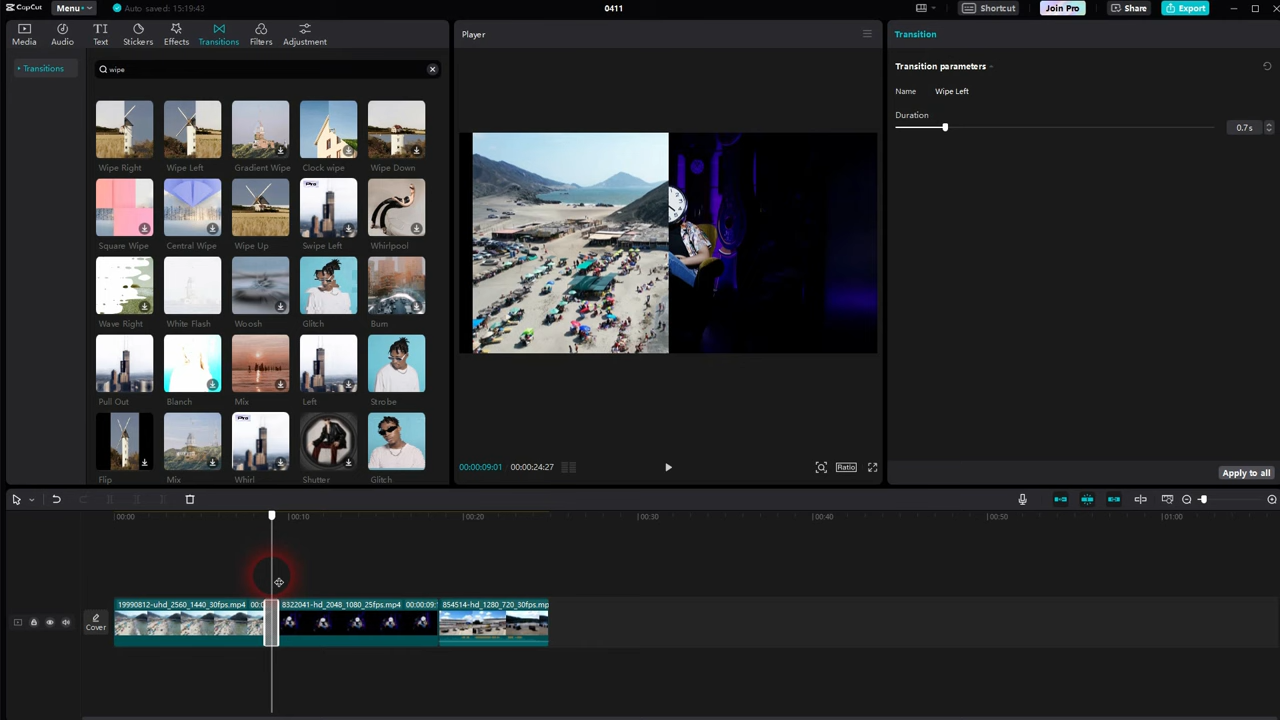 CapCut
Menu
Auto saved: 15:19:43
0411
Shortcut
Join Pro
Share
Export
Media
Audio
Text
Stickers
Effects
Transitions
Filters
Adjustment
Player
Transition
Transitions
wipe
Transition parameters
Name
Wipe Left
Duration
0.7s
Wipe Right
Wipe Left
Gradient Wipe
Clock wipe
Wipe Down
Pro
Square Wipe
Central Wipe
Wipe Up
Swipe Left
Whirlpool
Wave Right
White Flash
Woosh
Glitch
Burn
Pull Out
Blanch
Mix
Left
Strobe
Pro
Flip
Mix
Whirl
Shutter
Glitch
00:00:09:01 / 00:00:24:27
Ratio
Apply to all
00:00
00:10
00:20
00:30
00:40
00:50
01:00
19990812-uhd_2560_1440_30fps.mp4
8322041-hd_2048_1080_25fps.mp4
854514-hd_1280_720_30fps.mp
Cover